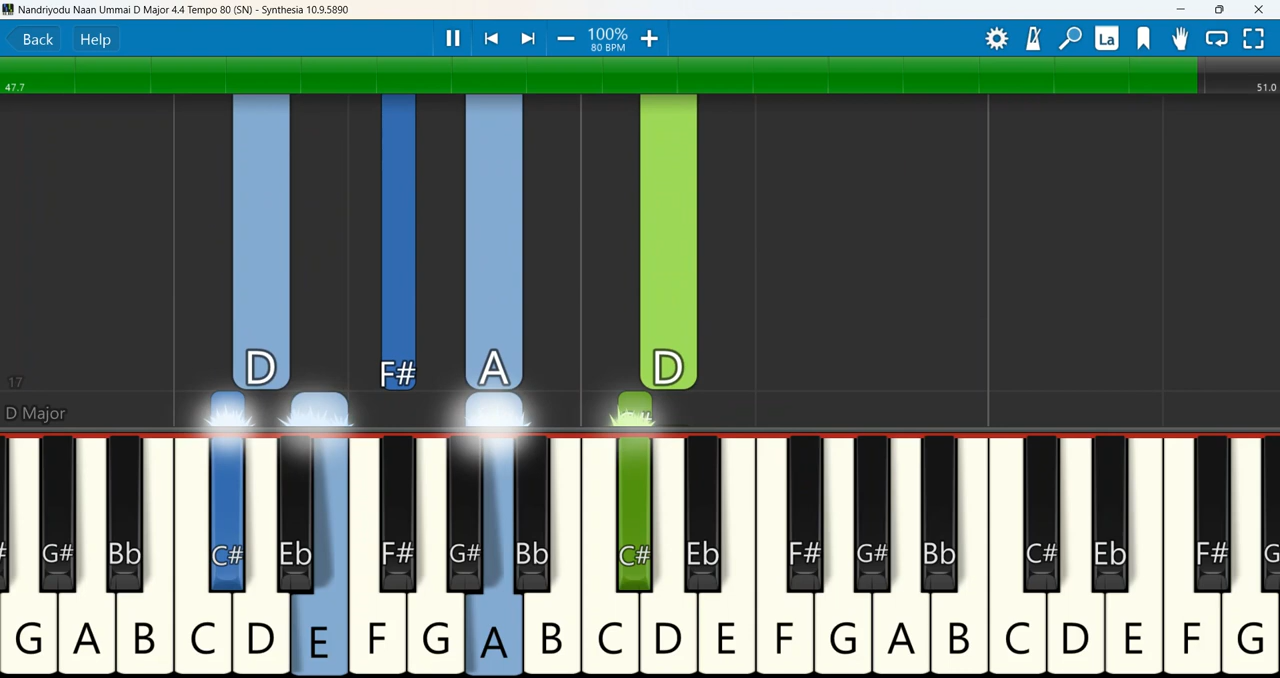 Nandriyodu Naan Ummai D Major 4.4 Tempo 80 (SN) - Synthesia 10.9.5890
Back Help 100% La
80 BPM
47.7 51.0
D F# A D
17
D Major
G# Bb C# Eb F# G# Bb C# Eb F# G# Bb C# Eb F#
G A B C D E F G A B C D E F G A B C D E F G